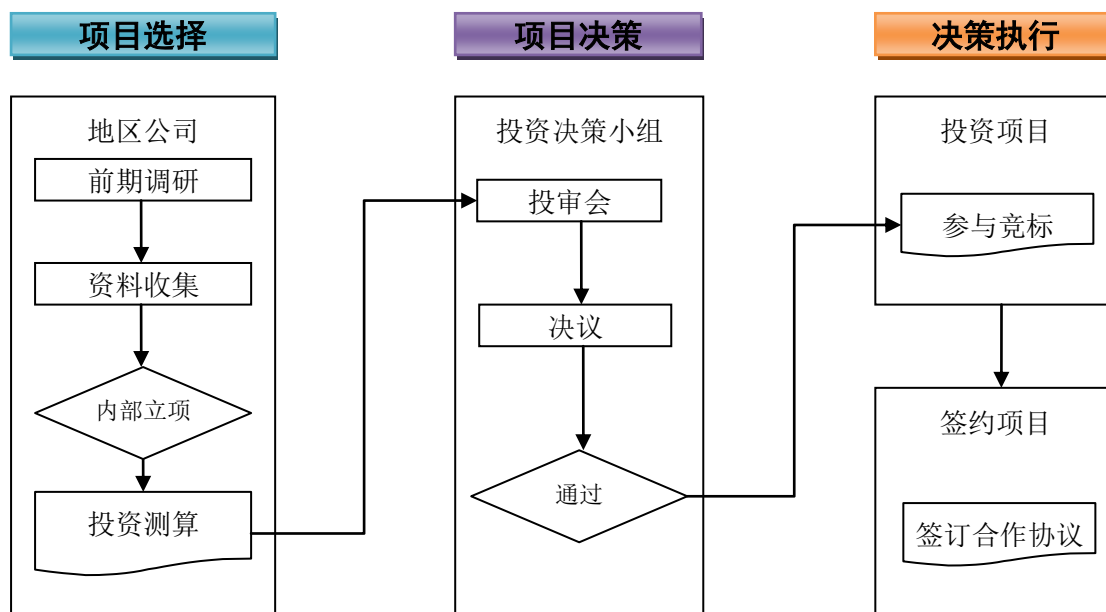 项目选择
项目决策
决策执行
地区公司
前期调研
资料收集
内部立项
投资测算
投资决策小组
投审会
决议
通过
投资项目
参与竞标
签约项目
签订合作协议